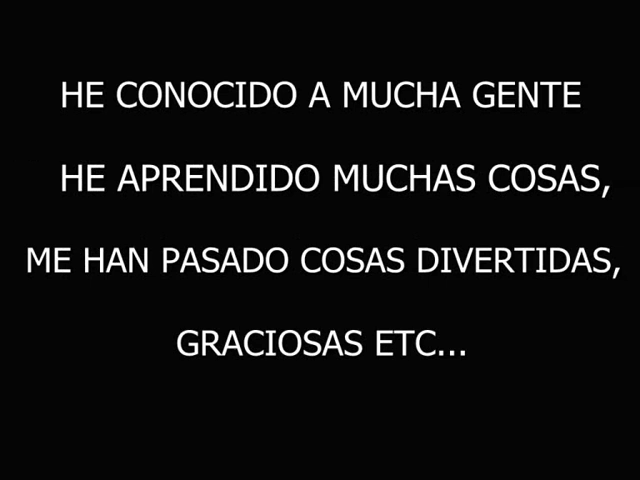 HE CONOCIDO A MUCHA GENTE
HE APRENDIDO MUCHAS COSAS,
ME HAN PASADO COSAS DIVERTIDAS,
GRACIOSAS ETC...